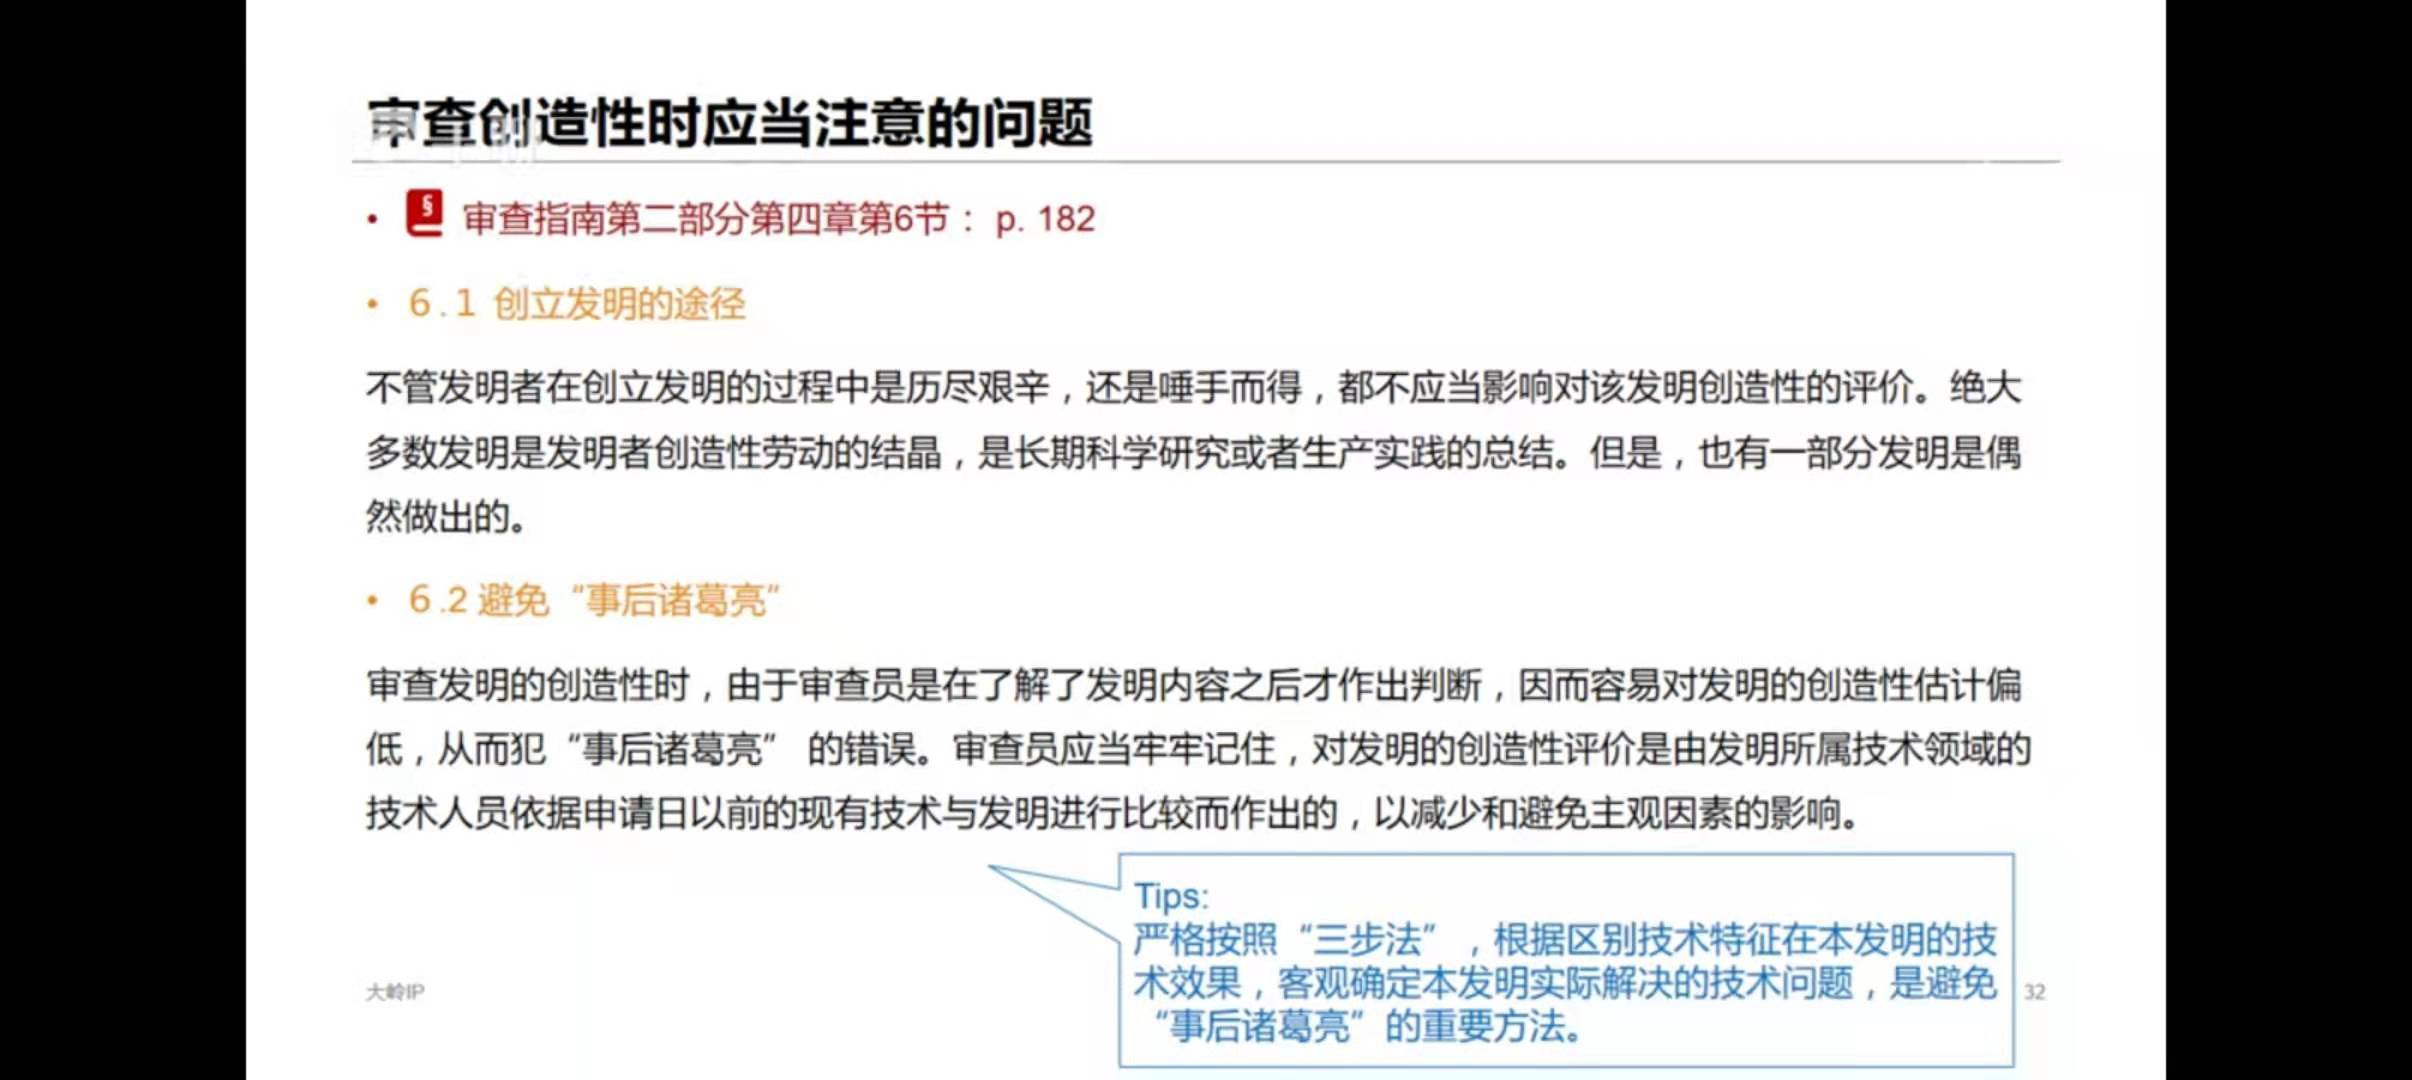 审查创造性时应当注意的问题
• § 审查指南第二部分第四章第6节： p. 182
• 6.1 创立发明的途径
不管发明者在创立发明的过程中是历尽艰辛，还是唾手而得，都不应当影响对该发明创造性的评价。绝大
多数发明是发明者创造性劳动的结晶，是长期科学研究或者生产实践的总结。但是，也有一部分发明是偶
然做出的。
• 6.2 避免“事后诸葛亮”
审查发明的创造性时，由于审查员是在了解了发明内容之后才作出判断，因而容易对发明的创造性估计偏
低，从而犯“事后诸葛亮” 的错误。审查员应当牢牢记住，对发明的创造性评价是由发明所属技术领域的
技术人员依据申请日以前的现有技术与发明进行比较而作出的，以减少和避免主观因素的影响。
Tips:
严格按照“三步法”，根据区别技术特征在本发明的技
术效果，客观确定本发明实际解决的技术问题，是避免
“事后诸葛亮”的重要方法。
大岭IP
32